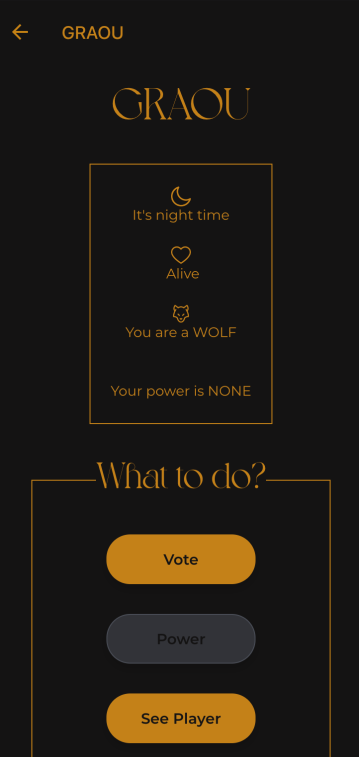 GRAOU
GRAOU
It's night time
Alive
You are a WOLF
Your power is NONE
What to do?
Vote
Power
See Player